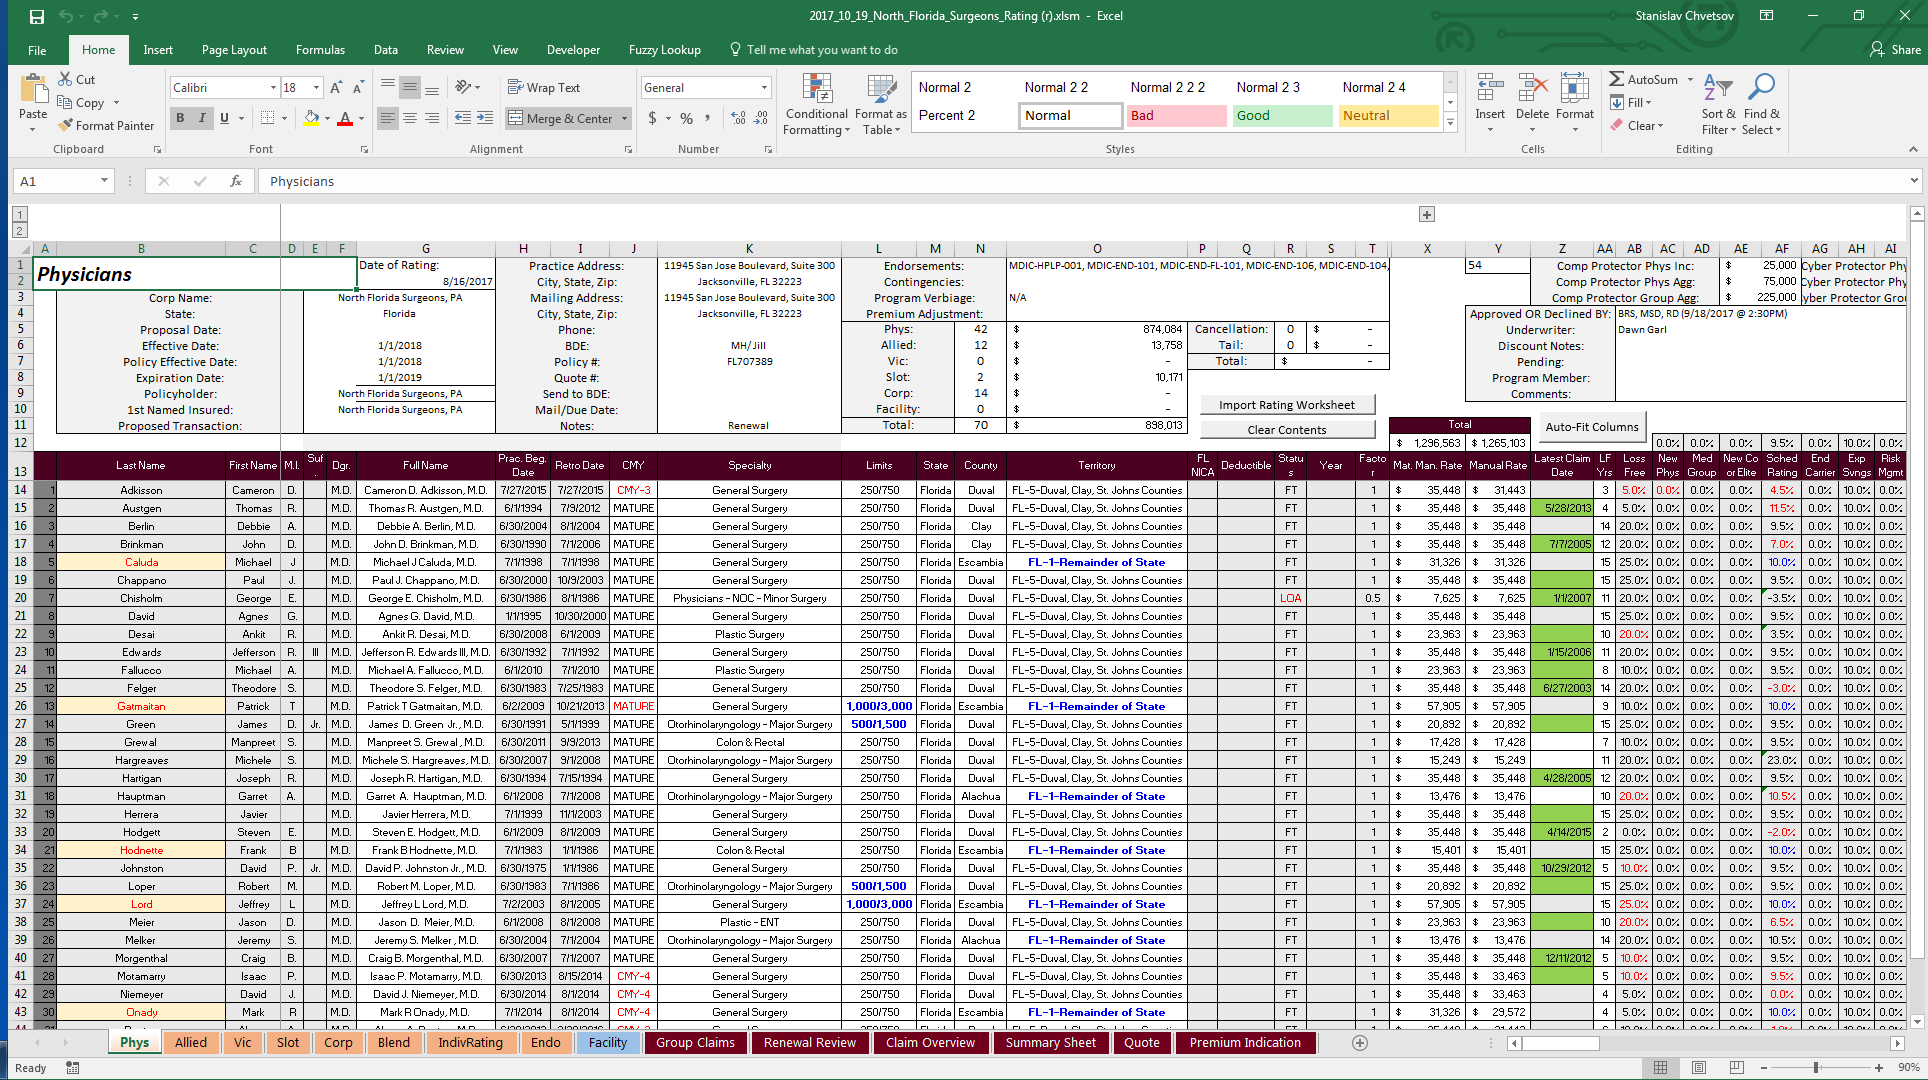 2017_10_19_North_Florida_Surgeons_Rating (r).xlsm - Excel
Stanislav Chvetsov
File Home Insert Page Layout Formulas Data Review View Developer Fuzzy Lookup Tell me what you want to do Share
Cut Copy Format Painter Paste Clipboard
Calibri 18 B I U Font
Wrap Text Merge & Center Alignment
General $ % , Number
Conditional Formatting Format as Table
Normal 2 Normal 2 2 Normal 2 2 2 Normal 2 3 Normal 2 4
Percent 2 Normal Bad Good Neutral
Styles
Insert Delete Format Cells
AutoSum Fill Clear Sort & Filter Find & Select Editing
A1 fx Physicians
1
2
A B C D E F G H I J K L M N O P Q R S T X Y Z AA AB AC AD AE AF AG AH AI
Physicians
Date of Rating: 8/16/2017
Corp Name: North Florida Surgeons, PA
State: Florida
Proposal Date:
Effective Date: 1/1/2018
Policy Effective Date: 1/1/2018
Expiration Date: 1/1/2019
Policyholder: North Florida Surgeons, PA
1st Named Insured: North Florida Surgeons, PA
Proposed Transaction:
Practice Address: 11945 San Jose Boulevard, Suite 300
City, State, Zip: Jacksonville, FL 32223
Mailing Address: 11945 San Jose Boulevard, Suite 300
City, State, Zip: Jacksonville, FL 32223
Phone:
BDE: MH/ Jill
Policy #: FL707389
Quote #:
Send to BDE:
Mail/Due Date:
Notes: Renewal
Endorsements: MDIC-HPLP-001, MDIC-END-101, MDIC-END-FL-101, MDIC-END-106, MDIC-END-104,
Contingencies:
Program Verbiage: N/A
Premium Adjustment:
Phys: 42 $ 874,084
Allied: 12 $ 13,758
Vic: 0 $ -
Slot: 2 $ 10,171
Corp: 14 $ -
Facility: 0 $ -
Total: 70 $ 898,013
Cancellation: 0 $ -
Tail: 0 $ -
Total: $ -
Import Rating Worksheet
Clear Contents
54
Comp Protector Phys Inc: $ 25,000 Cyber Protector Phy
Comp Protector Phys Agg: $ 75,000 Cyber Protector Phy
Comp Protector Group Agg: $ 225,000 yber Protector Grou
Approved OR Declined BY: BRS, MSD, RD (9/18/2017 @ 2:30PM)
Underwriter: Dawn Garl
Discount Notes:
Pending:
Program Member:
Comments:
Total
$ 1,296,563 $ 1,265,103
Auto-Fit Columns
0.0% 0.0% 0.0% 0.0% 9.5% 0.0% 10.0% 0.0%
Last Name First Name M.I. Suf. Dgr. Full Name Prac. Beg. Date Retro Date CMY Specialty Limits State County Territory FL NICA Deductible Status Year Factor Mat. Man. Rate Manual Rate Latest Claim Date LF Yrs Loss Free New Phys Med Group New Co or Elite Sched Rating End Carrier Exp Svngs Risk Mgmt
14 1 Adkisson Cameron D. M.D. Cameron D. Adkisson, M.D. 7/27/2015 7/27/2015 CMY-3 General Surgery 250/750 Florida Duval FL-5-Duval, Clay, St. Johns Counties FT 1 $ 35,448 $ 31,443 3 5.0% 0.0% 0.0% 0.0% 4.5% 0.0% 10.0% 0.0%
15 2 Austgen Thomas R. M.D. Thomas R. Austgen, M.D. 6/1/1994 7/9/2012 MATURE General Surgery 250/750 Florida Duval FL-5-Duval, Clay, St. Johns Counties FT 1 $ 35,448 $ 35,448 5/28/2013 4 5.0% 0.0% 0.0% 0.0% 11.5% 0.0% 10.0% 0.0%
16 3 Berlin Debbie A. M.D. Debbie A. Berlin, M.D. 6/30/2004 8/1/2004 MATURE General Surgery 250/750 Florida Clay FL-5-Duval, Clay, St. Johns Counties FT 1 $ 35,448 $ 35,448 14 20.0% 0.0% 0.0% 0.0% 9.5% 0.0% 10.0% 0.0%
17 4 Brinkman John D. M.D. John D. Brinkman, M.D. 6/30/1990 7/1/2006 MATURE General Surgery 250/750 Florida Clay FL-5-Duval, Clay, St. Johns Counties FT 1 $ 35,448 $ 35,448 7/7/2005 12 20.0% 0.0% 0.0% 0.0% 7.0% 0.0% 10.0% 0.0%
18 5 Caluda Michael J M.D. Michael J Caluda, M.D. 7/1/1998 7/1/1998 MATURE General Surgery 250/750 Florida Escambia FL-1-Remainder of State FT 1 $ 31,326 $ 31,326 15 25.0% 0.0% 0.0% 0.0% 10.0% 0.0% 10.0% 0.0%
19 6 Chappano Paul J. M.D. Paul J. Chappano, M.D. 6/30/2000 10/9/2003 MATURE General Surgery 250/750 Florida Duval FL-5-Duval, Clay, St. Johns Counties FT 1 $ 35,448 $ 35,448 15 25.0% 0.0% 0.0% 0.0% 9.5% 0.0% 10.0% 0.0%
20 7 Chisholm George E. M.D. George E. Chisholm, M.D. 6/30/1986 8/1/1986 MATURE Physicians - NOC - Minor Surgery 250/750 Florida Duval FL-5-Duval, Clay, St. Johns Counties LOA 0.5 $ 7,625 $ 7,625 1/1/2007 11 20.0% 0.0% 0.0% 0.0% -3.5% 0.0% 10.0% 0.0%
21 8 David Agnes G. M.D. Agnes G. David, M.D. 1/1/1995 10/30/2000 MATURE General Surgery 250/750 Florida Duval FL-5-Duval, Clay, St. Johns Counties FT 1 $ 35,448 $ 35,448 15 25.0% 0.0% 0.0% 0.0% 9.5% 0.0% 10.0% 0.0%
22 9 Desai Ankit R. M.D. Ankit R. Desai, M.D. 6/30/2008 6/1/2009 MATURE Plastic Surgery 250/750 Florida Duval FL-5-Duval, Clay, St. Johns Counties FT 1 $ 23,963 $ 23,963 10 20.0% 0.0% 0.0% 0.0% 3.5% 0.0% 10.0% 0.0%
23 10 Edwards Jefferson R. III M.D. Jefferson R. Edwards III, M.D. 6/30/1992 7/1/1992 MATURE General Surgery 250/750 Florida Duval FL-5-Duval, Clay, St. Johns Counties FT 1 $ 35,448 $ 35,448 1/15/2006 11 20.0% 0.0% 0.0% 0.0% 9.5% 0.0% 10.0% 0.0%
24 11 Fallucco Michael A. M.D. Michael A. Fallucco, M.D. 6/1/2010 7/1/2010 MATURE Plastic Surgery 250/750 Florida Duval FL-5-Duval, Clay, St. Johns Counties FT 1 $ 23,963 $ 23,963 8 10.0% 0.0% 0.0% 0.0% 9.5% 0.0% 10.0% 0.0%
25 12 Felger Theodore S. M.D. Theodore S. Felger, M.D. 6/30/1983 7/25/1983 MATURE General Surgery 250/750 Florida Duval FL-5-Duval, Clay, St. Johns Counties FT 1 $ 35,448 $ 35,448 6/27/2003 14 20.0% 0.0% 0.0% 0.0% -3.0% 0.0% 10.0% 0.0%
26 13 Gatmaitan Patrick T M.D. Patrick T Gatmaitan, M.D. 6/2/2009 10/21/2013 MATURE General Surgery 1,000/3,000 Florida Escambia FL-1-Remainder of State FT 1 $ 57,905 $ 57,905 9 10.0% 0.0% 0.0% 0.0% 10.0% 0.0% 10.0% 0.0%
27 14 Green James D. Jr. M.D. James D. Green Jr., M.D. 6/30/1991 5/1/1999 MATURE Otorhinolaryngology - Major Surgery 500/1,500 Florida Duval FL-5-Duval, Clay, St. Johns Counties FT 1 $ 20,892 $ 20,892 15 25.0% 0.0% 0.0% 0.0% 9.5% 0.0% 10.0% 0.0%
28 15 Grewal Manpreet S. M.D. Manpreet S. Grewal, M.D. 6/30/2011 9/9/2013 MATURE Colon & Rectal 250/750 Florida Duval FL-5-Duval, Clay, St. Johns Counties FT 1 $ 17,428 $ 17,428 7 10.0% 0.0% 0.0% 0.0% 9.5% 0.0% 10.0% 0.0%
29 16 Hargreaves Michele S. M.D. Michele S. Hargreaves, M.D. 6/30/2007 9/1/2008 MATURE Otorhinolaryngology - Major Surgery 250/750 Florida Duval FL-5-Duval, Clay, St. Johns Counties FT 1 $ 15,249 $ 15,249 11 20.0% 0.0% 0.0% 0.0% 23.0% 0.0% 10.0% 0.0%
30 17 Hartigan Joseph R. M.D. Joseph R. Hartigan, M.D. 6/30/1994 7/15/1994 MATURE General Surgery 250/750 Florida Duval FL-5-Duval, Clay, St. Johns Counties FT 1 $ 35,448 $ 35,448 4/28/2005 12 20.0% 0.0% 0.0% 0.0% 9.5% 0.0% 10.0% 0.0%
31 18 Hauptman Garret A. M.D. Garret A. Hauptman, M.D. 6/1/2008 7/1/2008 MATURE Otorhinolaryngology - Major Surgery 250/750 Florida Alachua FL-1-Remainder of State FT 1 $ 13,476 $ 13,476 10 20.0% 0.0% 0.0% 0.0% 10.5% 0.0% 10.0% 0.0%
32 19 Herrera Javier M.D. Javier Herrera, M.D. 7/1/1999 11/1/2003 MATURE General Surgery 250/750 Florida Duval FL-5-Duval, Clay, St. Johns Counties FT 1 $ 35,448 $ 35,448 15 25.0% 0.0% 0.0% 0.0% 9.5% 0.0% 10.0% 0.0%
33 20 Hodgett Steven E. M.D. Steven E. Hodgett, M.D. 6/1/2009 8/1/2009 MATURE General Surgery 250/750 Florida Duval FL-5-Duval, Clay, St. Johns Counties FT 1 $ 35,448 $ 35,448 4/14/2015 2 0.0% 0.0% 0.0% 0.0% -2.0% 0.0% 10.0% 0.0%
34 21 Hodnette Frank B M.D. Frank B Hodnette, M.D. 7/1/1983 1/1/1986 MATURE Colon & Rectal 250/750 Florida Escambia FL-1-Remainder of State FT 1 $ 15,401 $ 15,401 15 25.0% 0.0% 0.0% 0.0% 10.0% 0.0% 10.0% 0.0%
35 22 Johnston David P. Jr. M.D. David P. Johnston Jr., M.D. 6/30/1975 1/1/1986 MATURE General Surgery 250/750 Florida Duval FL-5-Duval, Clay, St. Johns Counties FT 1 $ 35,448 $ 35,448 10/29/2012 5 10.0% 0.0% 0.0% 0.0% 9.5% 0.0% 10.0% 0.0%
36 23 Loper Robert M. M.D. Robert M. Loper, M.D. 6/30/1983 7/1/1986 MATURE Otorhinolaryngology - Major Surgery 500/1,500 Florida Duval FL-5-Duval, Clay, St. Johns Counties FT 1 $ 20,892 $ 20,892 15 25.0% 0.0% 0.0% 0.0% 9.5% 0.0% 10.0% 0.0%
37 24 Lord Jeffrey L M.D. Jeffrey L Lord, M.D. 7/2/2003 8/1/2005 MATURE General Surgery 1,000/3,000 Florida Escambia FL-1-Remainder of State FT 1 $ 57,905 $ 57,905 15 25.0% 0.0% 0.0% 0.0% 10.0% 0.0% 10.0% 0.0%
38 25 Meier Jason D. M.D. Jason D. Meier, M.D. 6/1/2008 8/1/2008 MATURE Plastic - ENT 250/750 Florida Duval FL-5-Duval, Clay, St. Johns Counties FT 1 $ 23,963 $ 23,963 10 20.0% 0.0% 0.0% 0.0% 6.5% 0.0% 10.0% 0.0%
39 26 Melker Jeremy S. M.D. Jeremy S. Melker, M.D. 6/30/2004 7/1/2004 MATURE Otorhinolaryngology - Major Surgery 250/750 Florida Alachua FL-1-Remainder of State FT 1 $ 13,476 $ 13,476 14 20.0% 0.0% 0.0% 0.0% 10.5% 0.0% 10.0% 0.0%
40 27 Morgenthal Craig B. M.D. Craig B. Morgenthal, M.D. 6/30/2007 7/1/2007 MATURE General Surgery 250/750 Florida Duval FL-5-Duval, Clay, St. Johns Counties FT 1 $ 35,448 $ 35,448 12/11/2012 5 10.0% 0.0% 0.0% 0.0% 9.5% 0.0% 10.0% 0.0%
41 28 Motamarry Isaac P. M.D. Isaac P. Motamarry, M.D. 6/30/2013 8/15/2014 CMY-4 General Surgery 250/750 Florida Duval FL-5-Duval, Clay, St. Johns Counties FT 1 $ 35,448 $ 33,463 5 10.0% 0.0% 0.0% 0.0% 9.5% 0.0% 10.0% 0.0%
42 29 Niemeyer David J. M.D. David J. Niemeyer, M.D. 6/30/2014 8/1/2014 CMY-4 General Surgery 250/750 Florida Duval FL-5-Duval, Clay, St. Johns Counties FT 1 $ 35,448 $ 33,463 4 5.0% 0.0% 0.0% 0.0% 0.0% 0.0% 10.0% 0.0%
43 30 Onady Mark R M.D. Mark R Onady, M.D. 7/1/2014 8/1/2014 CMY-4 General Surgery 250/750 Florida Escambia FL-1-Remainder of State FT 1 $ 31,326 $ 29,572 4 5.0% 0.0% 0.0% 0.0% 10.0% 0.0% 10.0% 0.0%
Phys Allied Vic Slot Corp Blend IndivRating Endo Facility Group Claims Renewal Review Claim Overview Summary Sheet Quote Premium Indication
Ready 90%